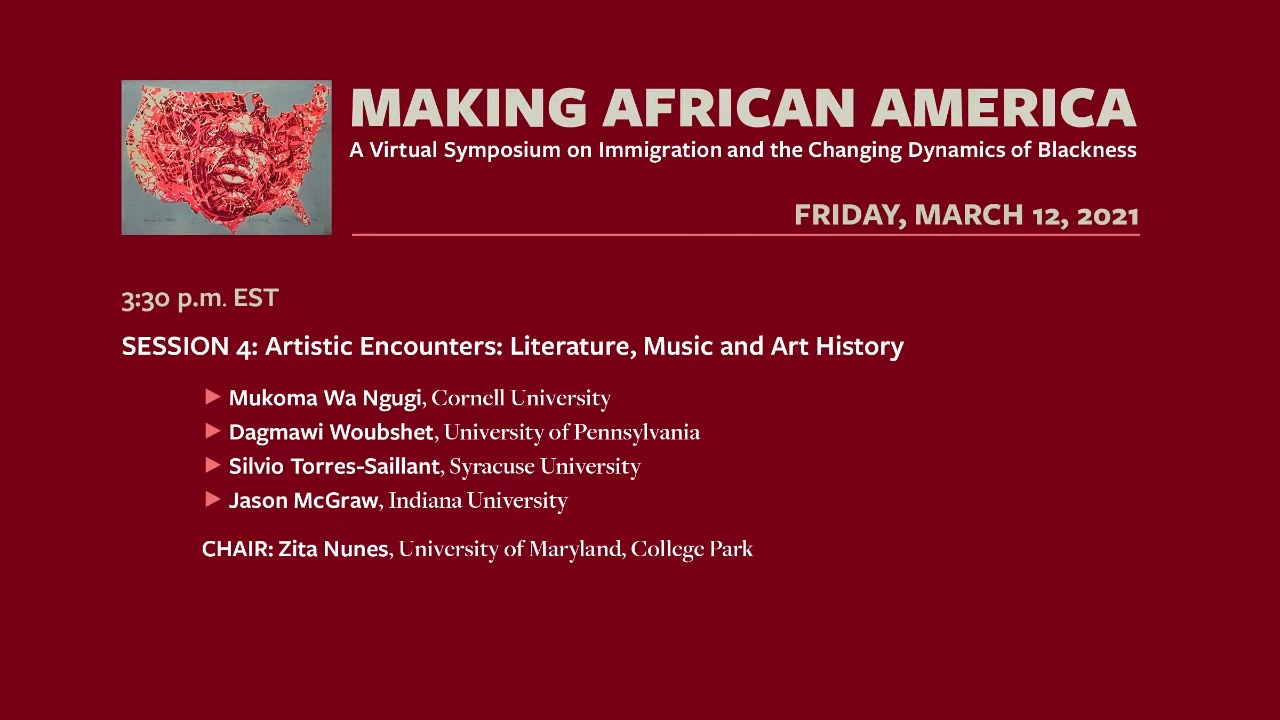 MAKING AFRICAN AMERICA
A Virtual Symposium on Immigration and the Changing Dynamics of Blackness
FRIDAY, MARCH 12, 2021
3:30 p.m. EST
SESSION 4: Artistic Encounters: Literature, Music and Art History
▶ Mukoma Wa Ngugi, Cornell University
▶ Dagmawi Woubshet, University of Pennsylvania
▶ Silvio Torres-Saillant, Syracuse University
▶ Jason McGraw, Indiana University
CHAIR: Zita Nunes, University of Maryland, College Park